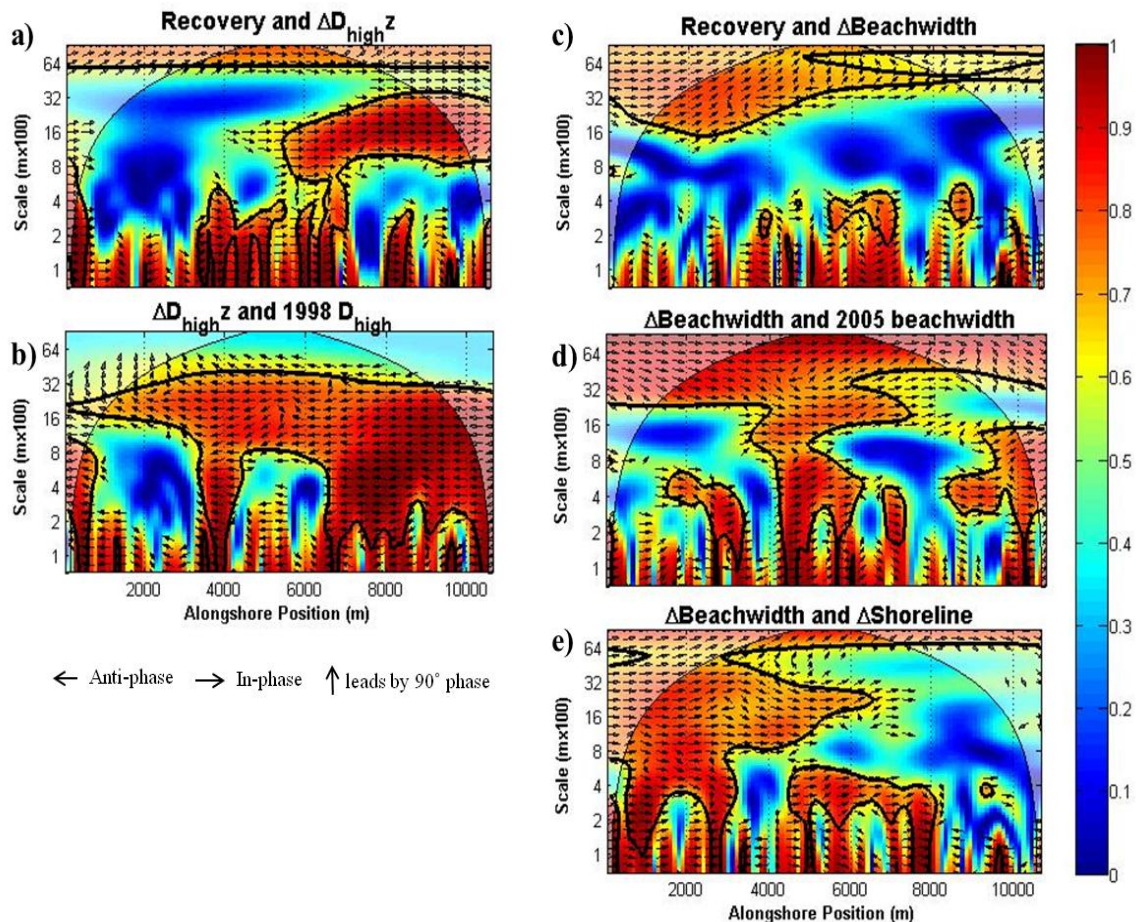 a)
Recovery and ΔD_high z
64
32
16
8
4
2
1
Scale (mx100)
b)
ΔD_high z and 1998 D_high
64
32
16
8
4
2
1
Scale (mx100)
2000 4000 6000 8000 10000
Alongshore Position (m)
← Anti-phase → In-phase ↑ leads by 90˚ phase
c)
Recovery and ΔBeachwidth
64
32
16
8
4
2
1
Scale (mx100)
d)
ΔBeachwidth and 2005 beachwidth
64
32
16
8
4
2
1
Scale (mx100)
e)
ΔBeachwidth and ΔShoreline
64
32
16
8
4
2
1
Scale (mx100)
2000 4000 6000 8000 10000
Alongshore Position (m)
1
0.9
0.8
0.7
0.6
0.5
0.4
0.3
0.2
0.1
0